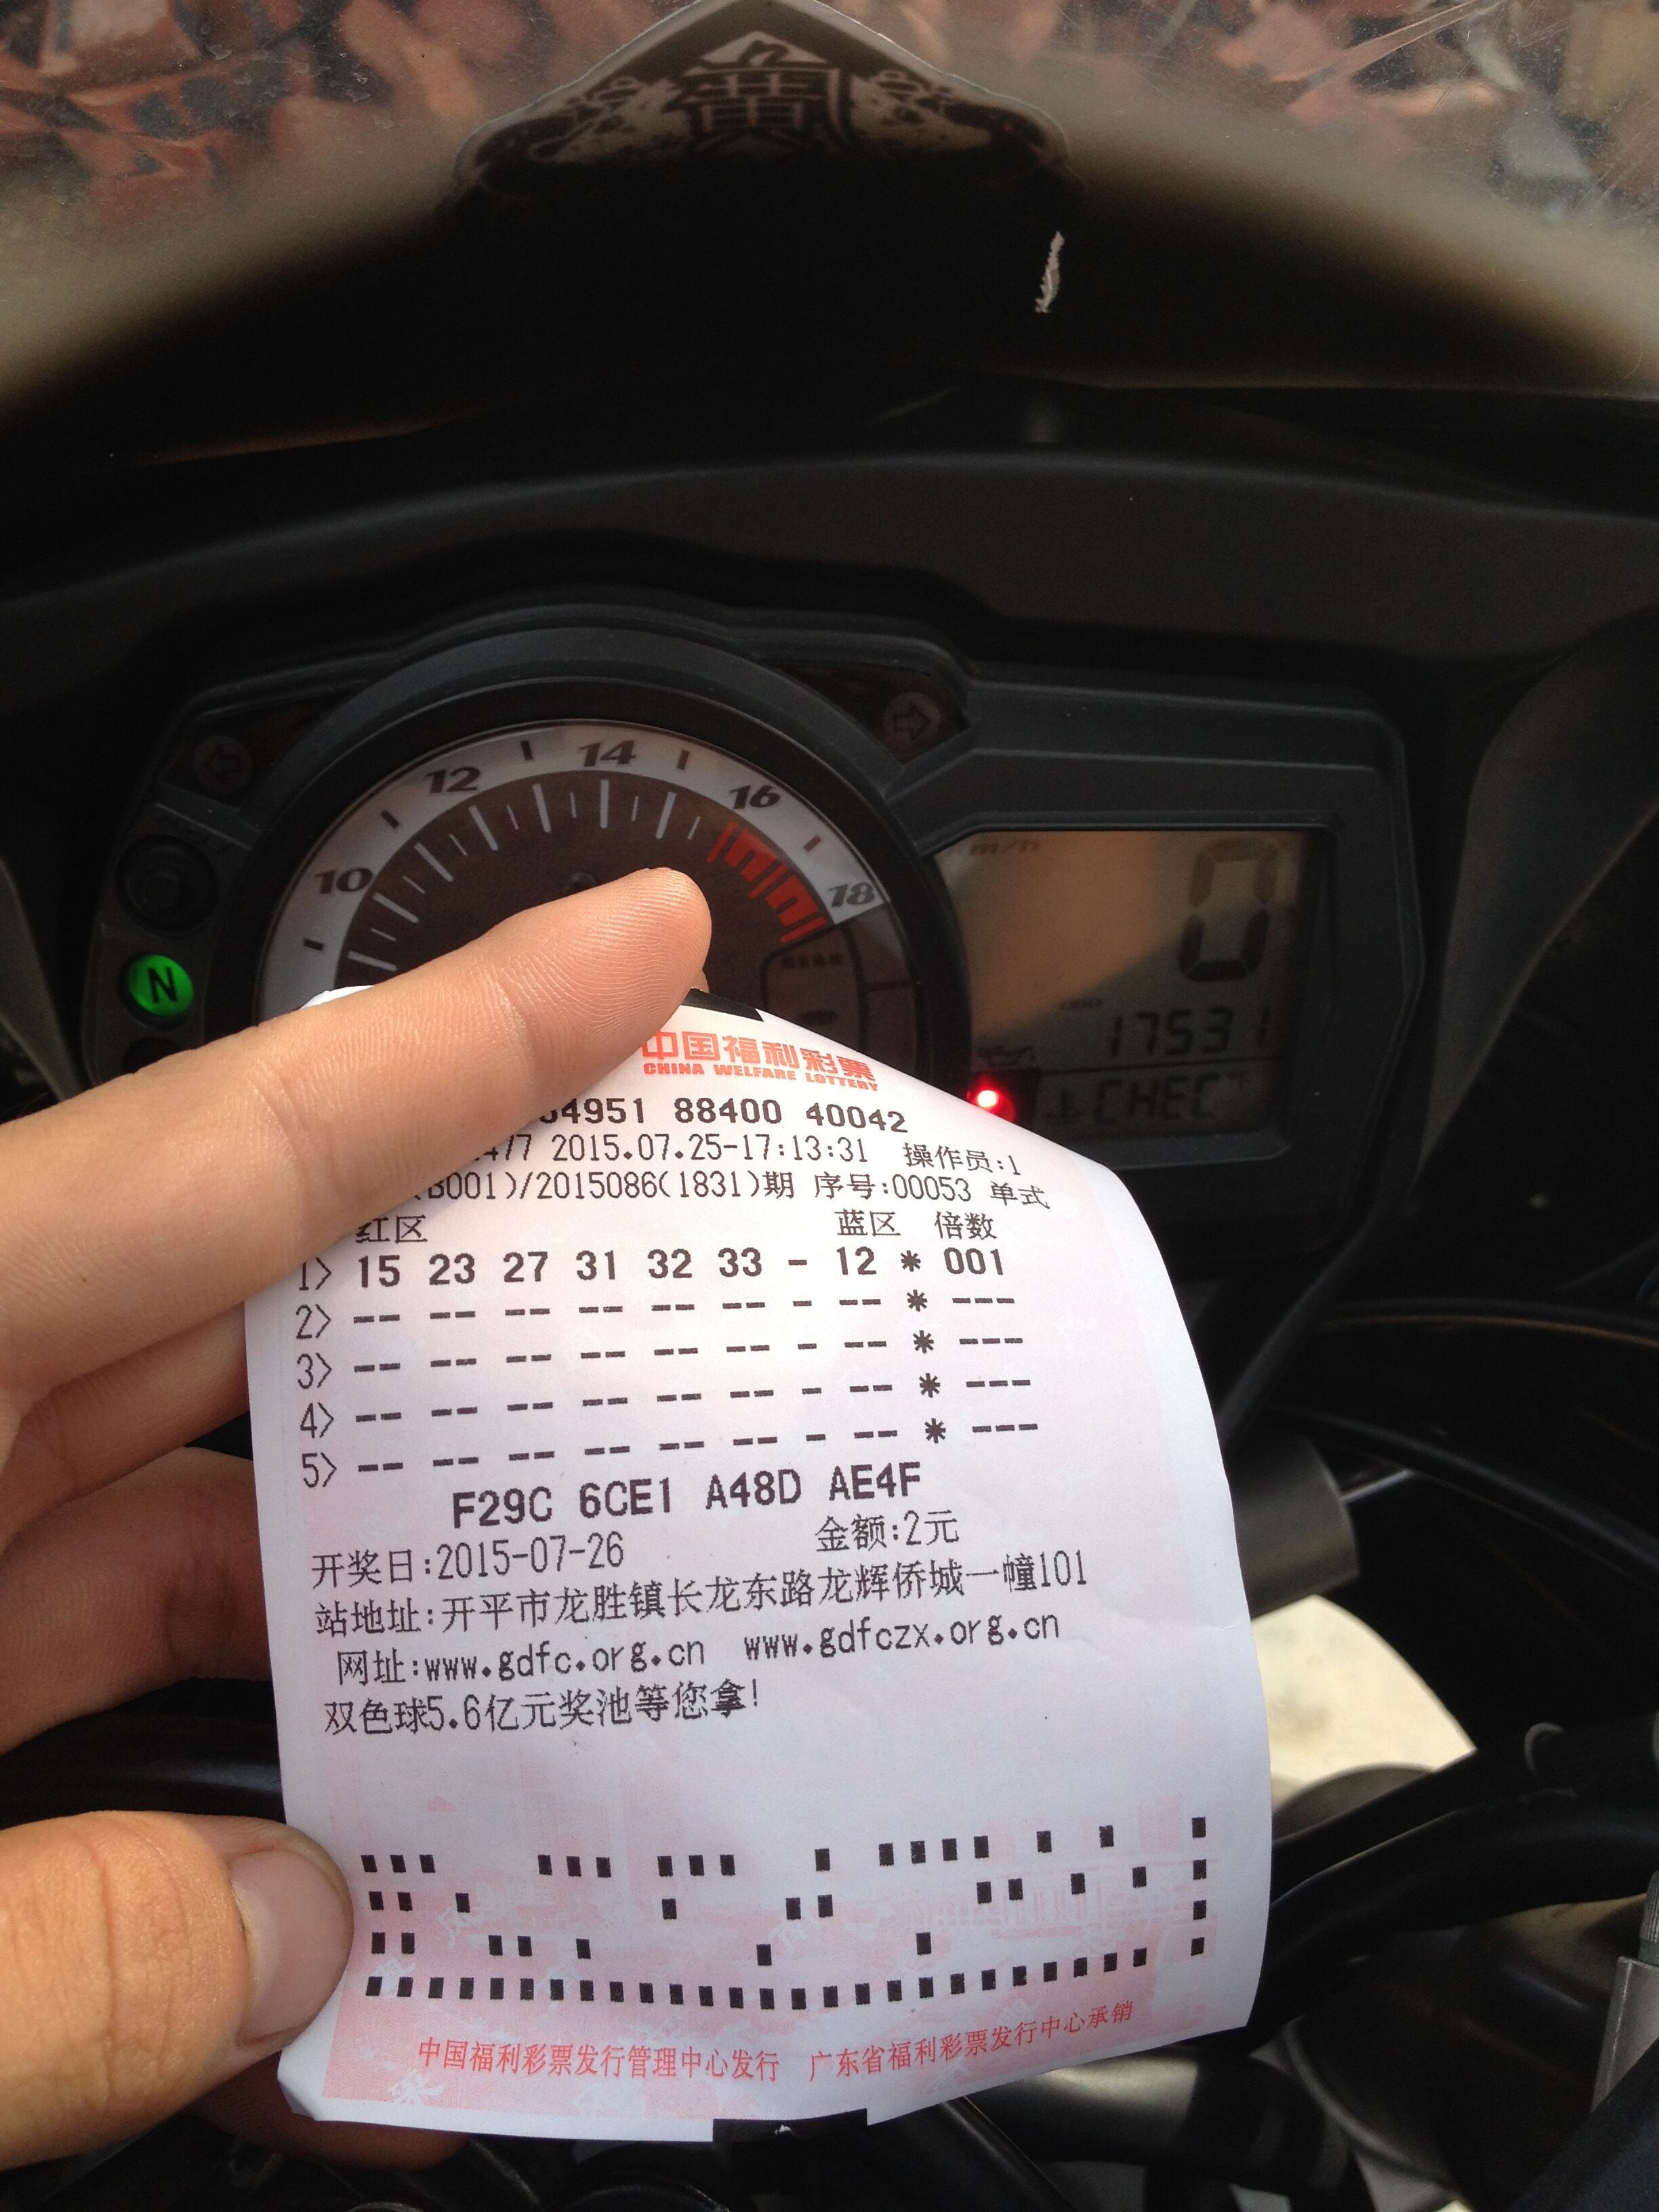 黄
10 12 14 16 18
N
0
ODO
17531
CHEC
中国福利彩票
CHINA WELFARE LOTTERY
4951 88400 40042
477 2015.07.25-17:13:31 操作员:1
(B001)/2015086(1831)期 序号:00053 单式
红区 蓝区 倍数
1> 15 23 27 31 32 33 - 12 * 001
2> -- -- -- -- -- -- - -- * ---
3> -- -- -- -- -- -- - -- * ---
4> -- -- -- -- -- -- - -- * ---
5> -- -- -- -- -- -- - -- * ---
F29C 6CE1 A48D AE4F
开奖日:2015-07-26 金额:2元
站地址:开平市龙胜镇长龙东路龙辉侨城一幢101
网址:www.gdfc.org.cn www.gdfczx.org.cn
双色球5.6亿元奖池等您拿!
中国福利彩票发行管理中心发行 广东省福利彩票发行中心承销